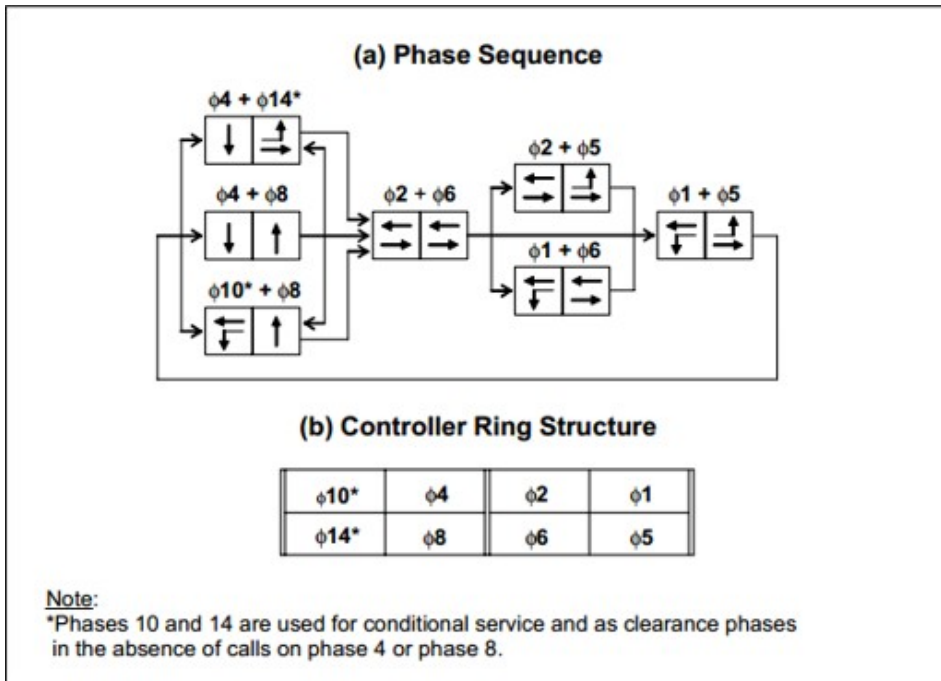 (a) Phase Sequence
ϕ4 + ϕ14*
ϕ2 + ϕ5
ϕ4 + ϕ8
ϕ2 + ϕ6
ϕ1 + ϕ5
ϕ1 + ϕ6
ϕ10* + ϕ8
(b) Controller Ring Structure
ϕ10* ϕ4 ϕ2 ϕ1
ϕ14* ϕ8 ϕ6 ϕ5
Note:
*Phases 10 and 14 are used for conditional service and as clearance phases
in the absence of calls on phase 4 or phase 8.